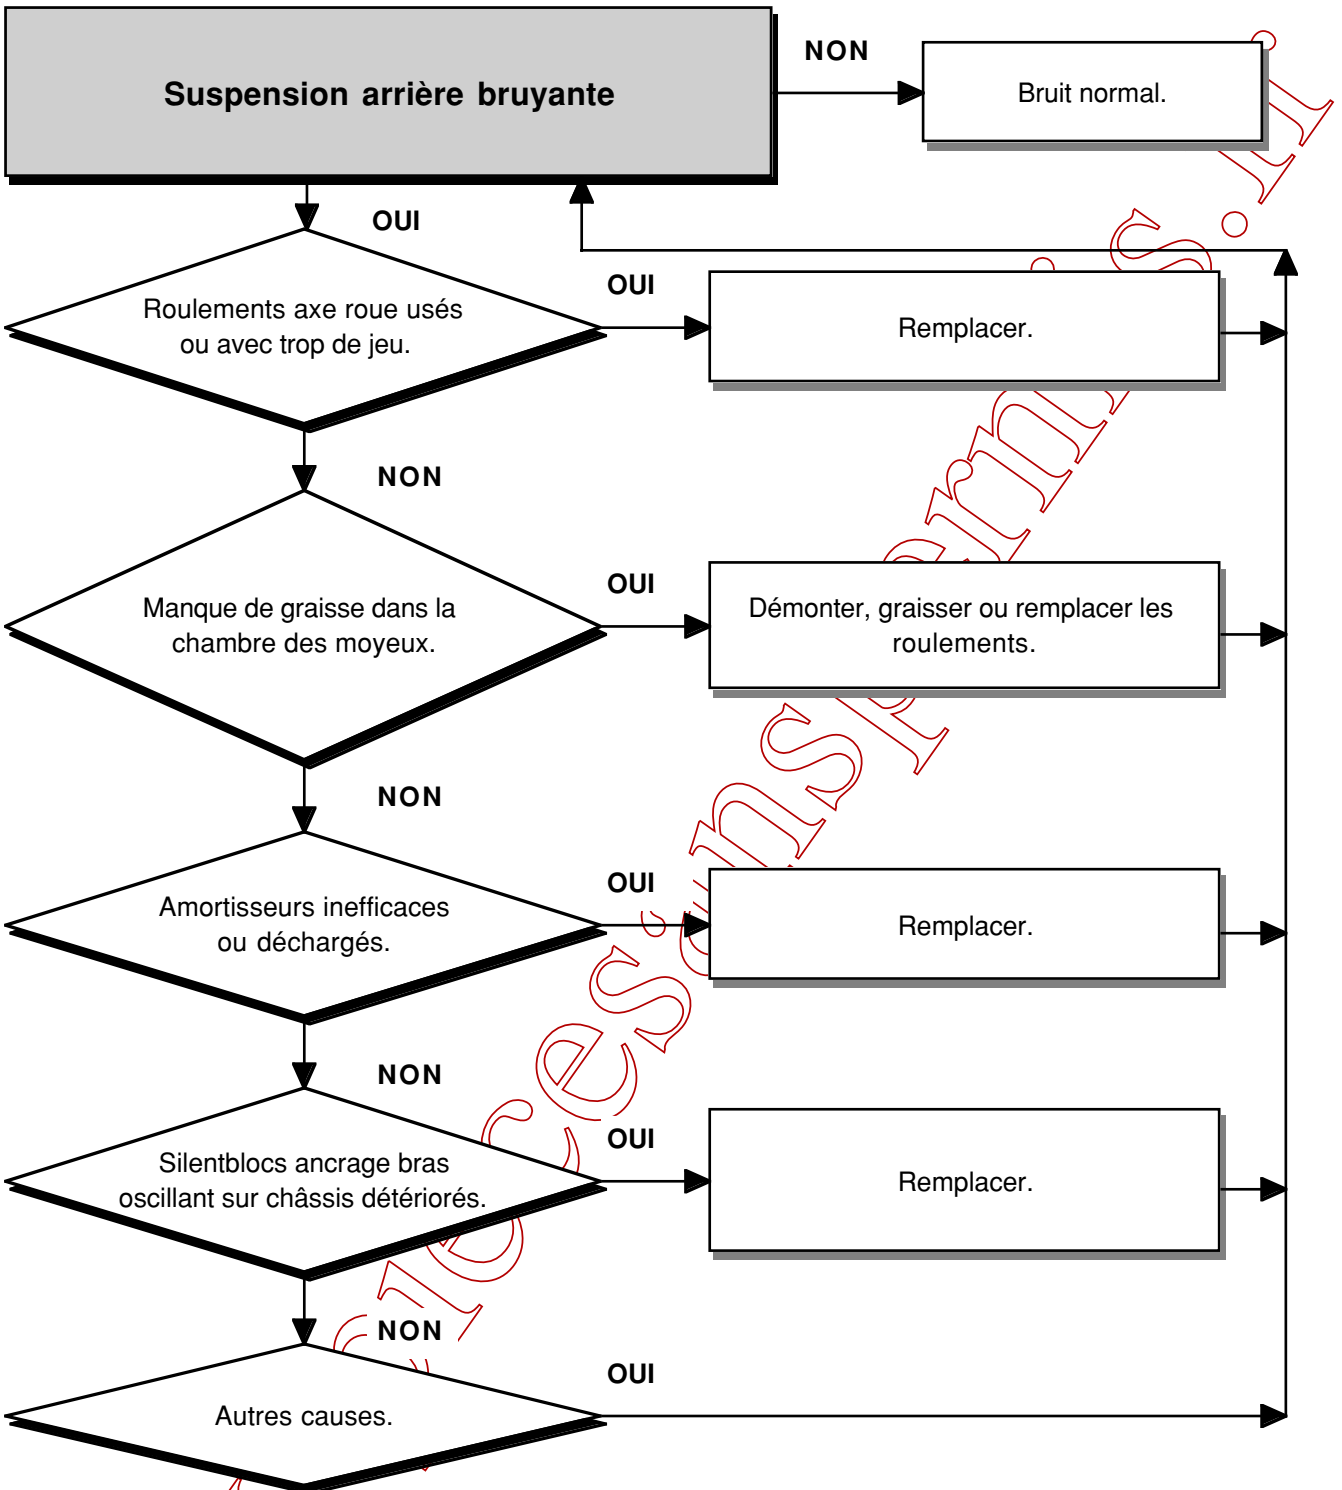 Suspension arrière bruyante
NON
Bruit normal.
OUI
Roulements axe roue usés
ou avec trop de jeu.
OUI
Remplacer.
NON
Manque de graisse dans la
chambre des moyeux.
OUI
Démonter, graisser ou remplacer les
roulements.
NON
Amortisseurs inefficaces
ou déchargés.
OUI
Remplacer.
NON
Silentblocs ancrage bras
oscillant sur châssis détériorés.
OUI
Remplacer.
NON
Autres causes.
OUI